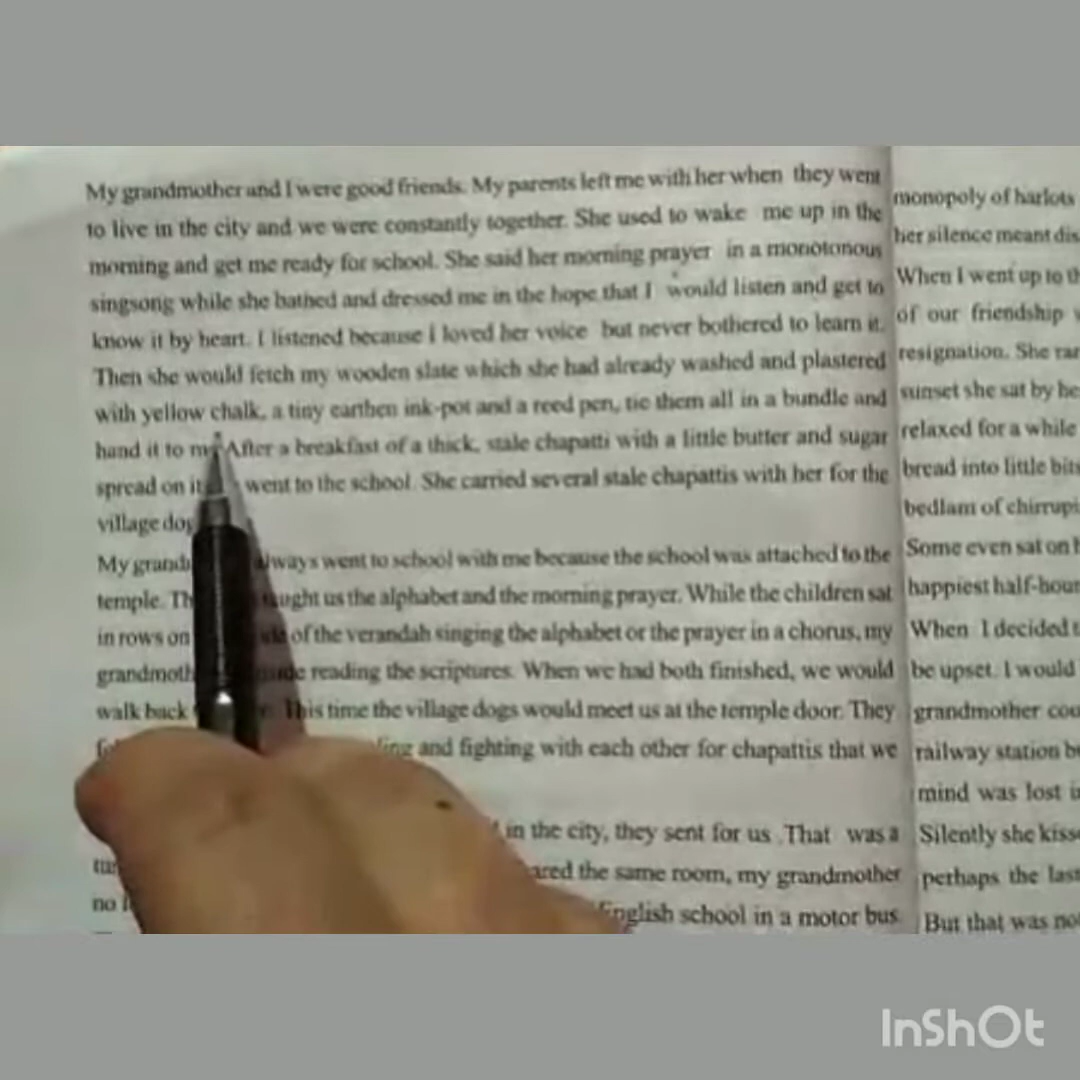 My grandmother and I were good friends. My parents left me with her when they went
to live in the city and we were constantly together. She used to wake me up in the
morning and get me ready for school. She said her morning prayer in a monotonous
singsong while she bathed and dressed me in the hope that I would listen and get to
know it by heart. I listened because I loved her voice but never bothered to learn it.
Then she would fetch my wooden slate which she had already washed and plastered
with yellow chalk, a tiny earthen ink-pot and a reed pen, tie them all in a bundle and
hand it to After a breakfast of a thick, stale chapatti with a little butter and sugar
spread on it went to the school. She carried several stale chapattis with her for the
village
My always went to school with me because the school was attached to the
temple. taught us the alphabet and the morning prayer. While the children sat
in rows on of the verandah singing the alphabet or the prayer in a chorus, my
reading the scriptures. When we had both finished, we would
walk back This time the village dogs would meet us at the temple door. They
and fighting with each other for chapattis that we
in the city, they sent for us. That was a
the same room, my grandmother
no English school in a motor bus.
monopoly of harlots
her silence meant
When I went up to
of our friendship
resignation. She
sunset she sat by
relaxed for a while
bread into little bits
bedlam of
Some even sat on
happiest half-hour
When I decided
be upset. I would
grandmother
railway station
mind was lost
Silently she
perhaps the last
But that was
InShOt